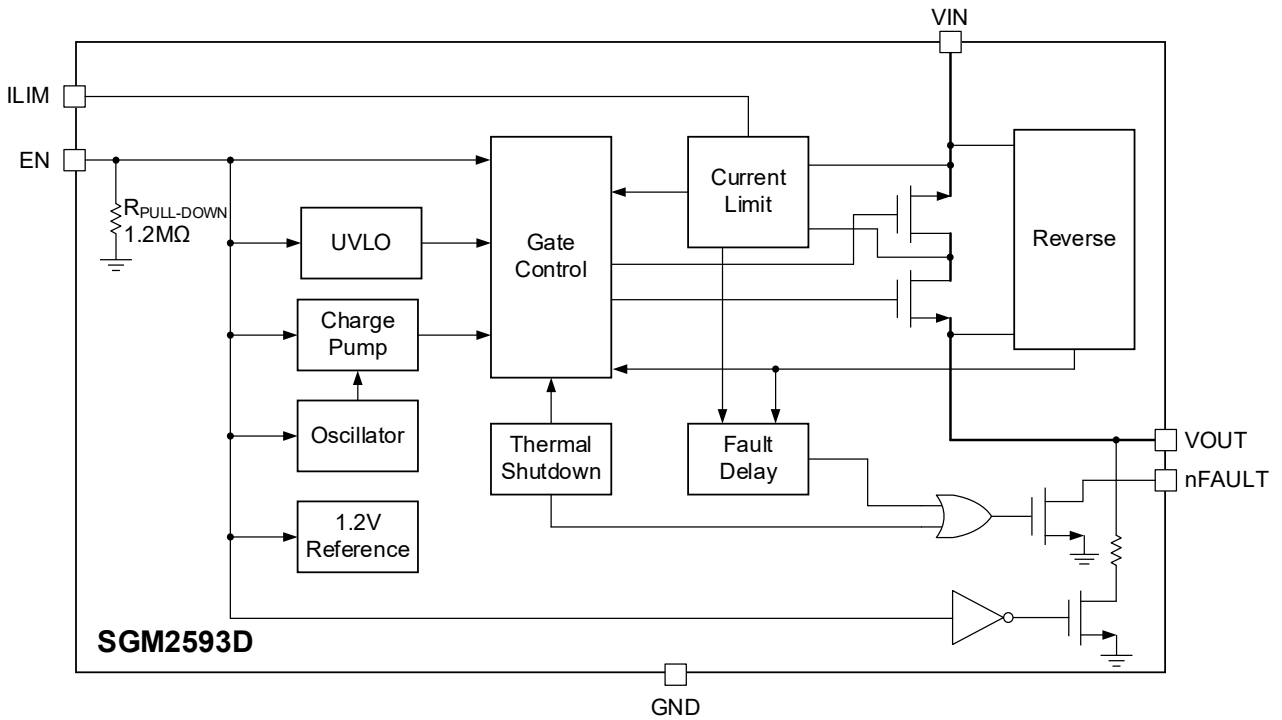 VIN
ILIM
EN
R_PULL-DOWN
1.2MΩ
UVLO
Gate
Control
Current
Limit
Reverse
Charge
Pump
Oscillator
Thermal
Shutdown
Fault
Delay
VOUT
nFAULT
1.2V
Reference
SGM2593D
GND